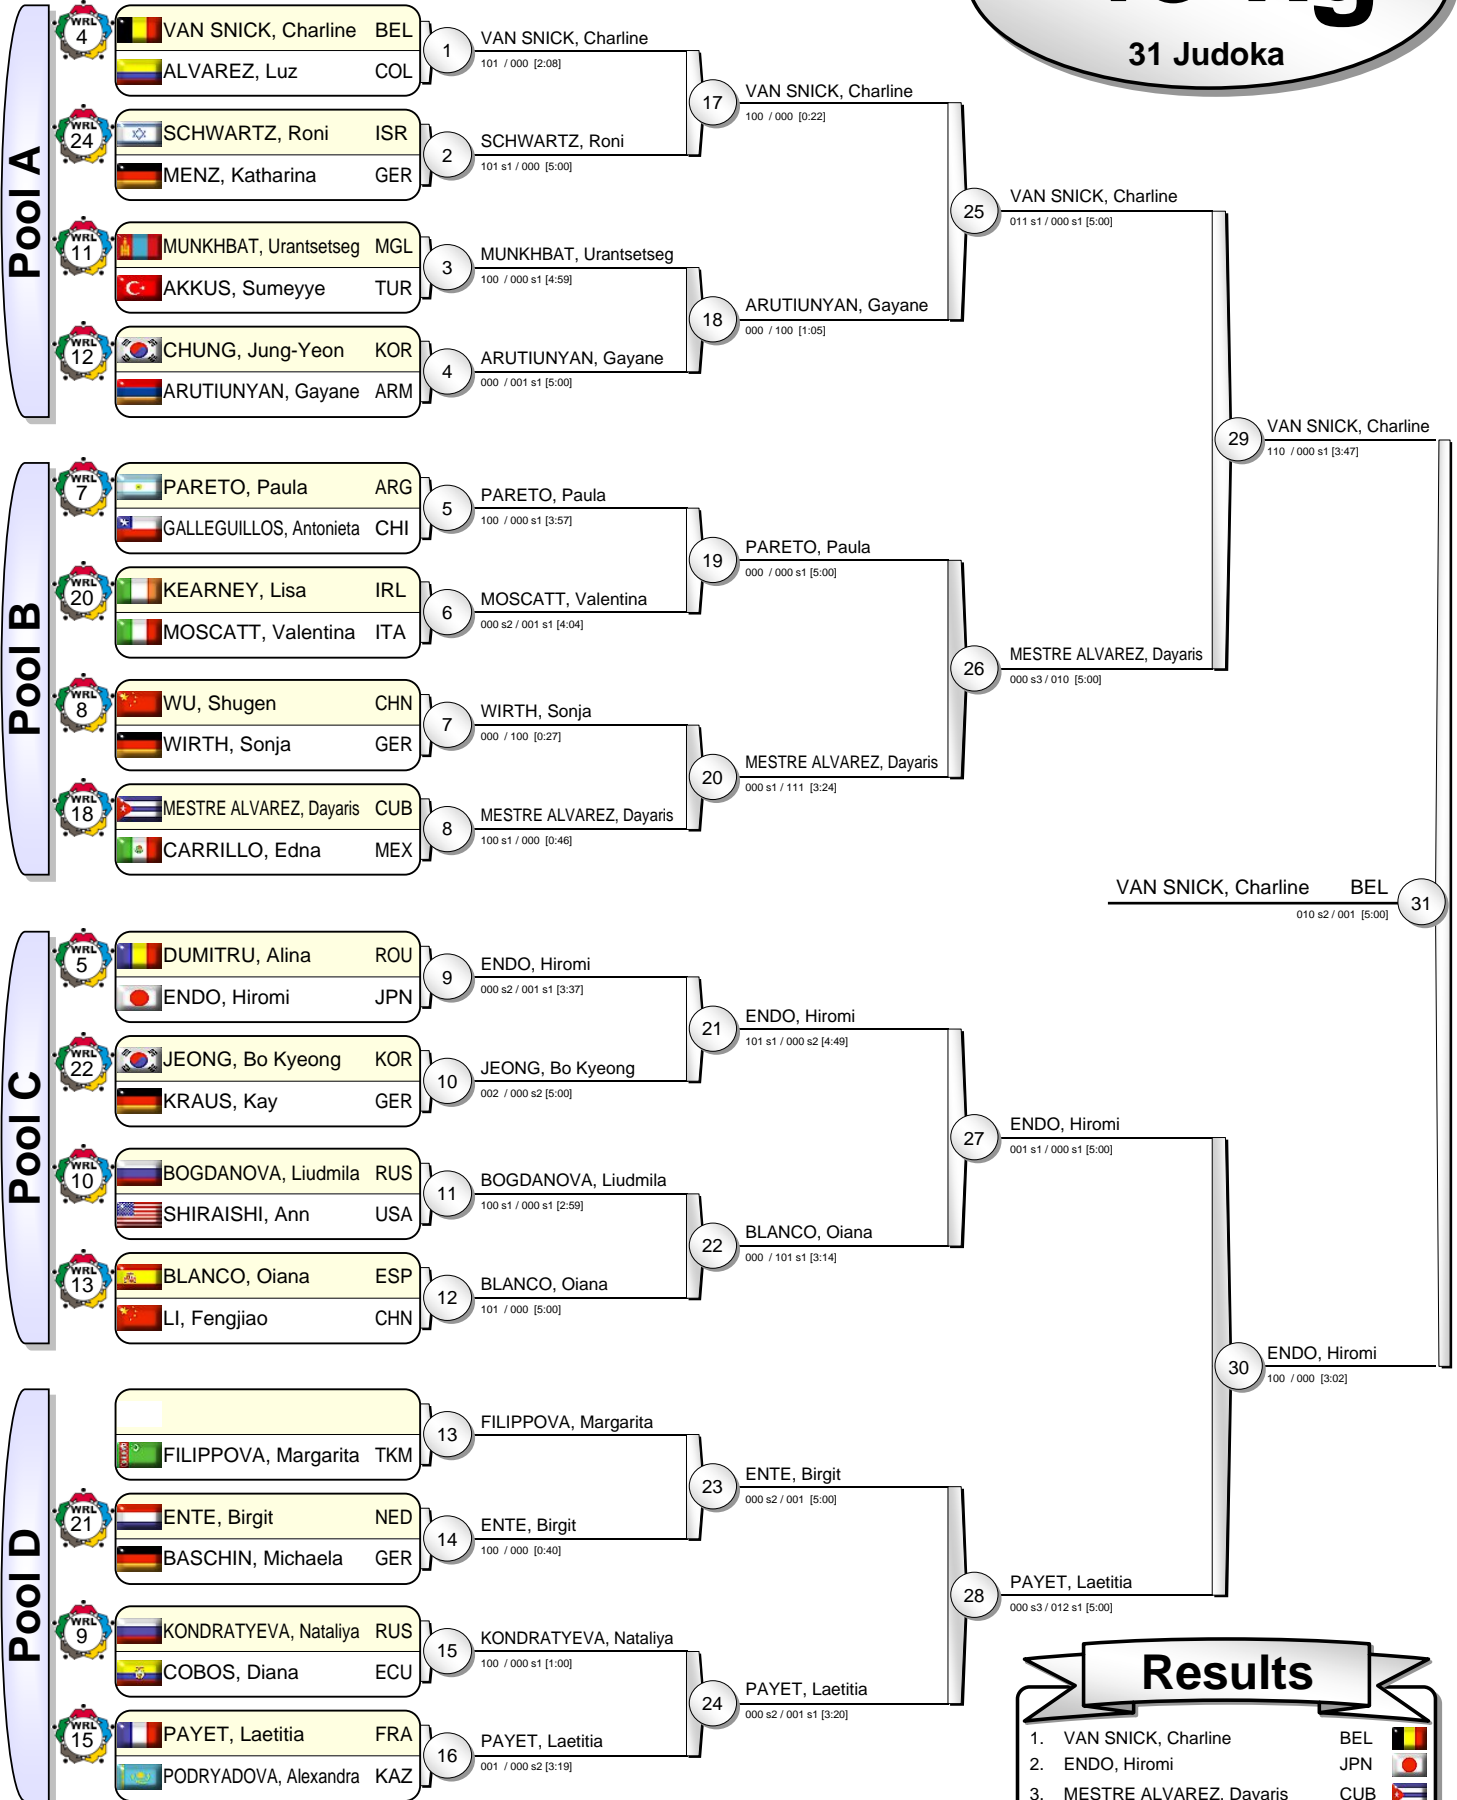 31 Judoka
Pool A
WRL 4
VAN SNICK, Charline BEL
ALVAREZ, Luz COL
1
WRL 24
SCHWARTZ, Roni ISR
MENZ, Katharina GER
2
WRL 11
MUNKHBAT, Urantsetseg MGL
AKKUS, Sumeyye TUR
3
WRL 12
CHUNG, Jung-Yeon KOR
ARUTIUNYAN, Gayane ARM
4
VAN SNICK, Charline
101 / 000 [2:08]
SCHWARTZ, Roni
101 s1 / 000 [5:00]
17
MUNKHBAT, Urantsetseg
100 / 000 s1 [4:59]
ARUTIUNYAN, Gayane
000 / 001 s1 [5:00]
18
VAN SNICK, Charline
100 / 000 [0:22]
ARUTIUNYAN, Gayane
000 / 100 [1:05]
25
VAN SNICK, Charline
011 s1 / 000 s1 [5:00]
Pool B
WRL 7
PARETO, Paula ARG
GALLEGUILLOS, Antonieta CHI
5
WRL 20
KEARNEY, Lisa IRL
MOSCATT, Valentina ITA
6
WRL 8
WU, Shugen CHN
WIRTH, Sonja GER
7
WRL 18
MESTRE ALVAREZ, Dayaris CUB
CARRILLO, Edna MEX
8
PARETO, Paula
100 / 000 s1 [3:57]
MOSCATT, Valentina
000 s2 / 001 s1 [4:04]
19
WIRTH, Sonja
000 / 100 [0:27]
MESTRE ALVAREZ, Dayaris
100 s1 / 000 [0:46]
20
PARETO, Paula
000 / 000 s1 [5:00]
MESTRE ALVAREZ, Dayaris
000 s1 / 111 [3:24]
26
MESTRE ALVAREZ, Dayaris
000 s3 / 010 [5:00]
29
VAN SNICK, Charline
110 / 000 s1 [3:47]
VAN SNICK, Charline BEL
010 s2 / 001 [5:00]
31
Pool C
WRL 5
DUMITRU, Alina ROU
ENDO, Hiromi JPN
9
WRL 22
JEONG, Bo Kyeong KOR
KRAUS, Kay GER
10
WRL 10
BOGDANOVA, Liudmila RUS
SHIRAISHI, Ann USA
11
WRL 13
BLANCO, Oiana ESP
LI, Fengjiao CHN
12
ENDO, Hiromi
000 s2 / 001 s1 [3:37]
JEONG, Bo Kyeong
002 / 000 s2 [5:00]
21
BOGDANOVA, Liudmila
100 s1 / 000 s1 [2:59]
BLANCO, Oiana
101 / 000 [5:00]
22
ENDO, Hiromi
101 s1 / 000 s2 [4:49]
BLANCO, Oiana
000 / 101 s1 [3:14]
27
ENDO, Hiromi
001 s1 / 000 s1 [5:00]
Pool D
FILIPPOVA, Margarita TKM
13
WRL 21
ENTE, Birgit NED
BASCHIN, Michaela GER
14
WRL 9
KONDRATYEVA, Nataliya RUS
COBOS, Diana ECU
15
WRL 15
PAYET, Laetitia FRA
PODRYADOVA, Alexandra KAZ
16
FILIPPOVA, Margarita
ENTE, Birgit
100 / 000 [0:40]
23
KONDRATYEVA, Nataliya
100 / 000 s1 [1:00]
PAYET, Laetitia
001 / 000 s2 [3:19]
24
ENTE, Birgit
000 s2 / 001 [5:00]
PAYET, Laetitia
000 s2 / 001 s1 [3:20]
28
PAYET, Laetitia
000 s3 / 012 s1 [5:00]
30
ENDO, Hiromi
100 / 000 [3:02]
Results
1. VAN SNICK, Charline BEL
2. ENDO, Hiromi JPN
3. MESTRE ALVAREZ, Dayaris CUB